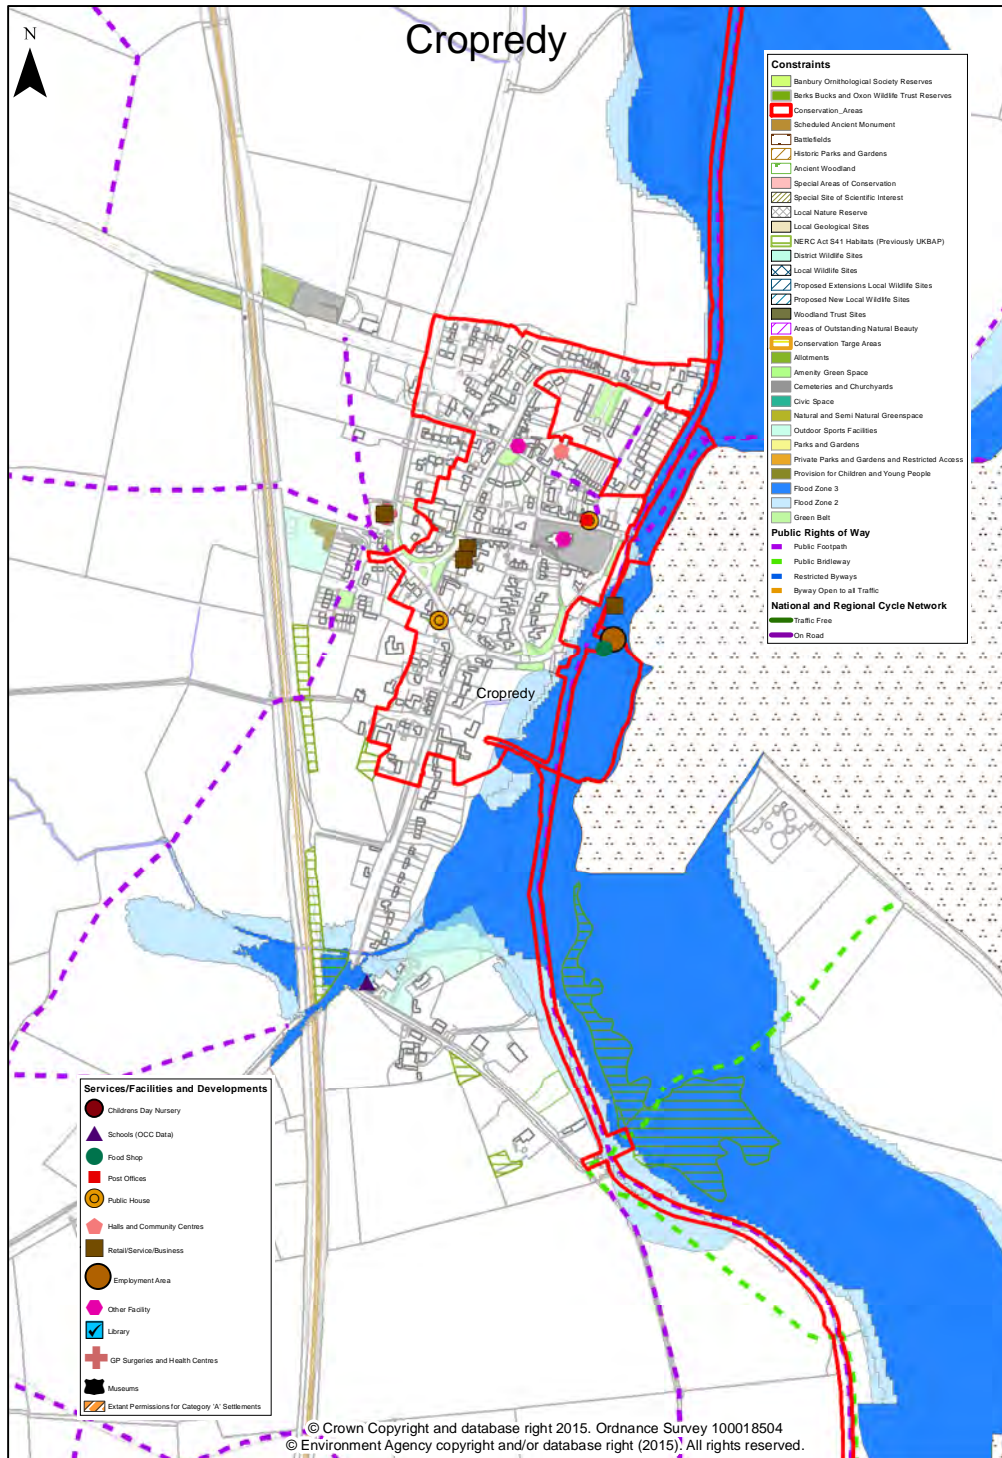 Cropredy
N
Constraints
Banbury Ornithological Society Reserves
Berks Bucks and Oxon Wildlife Trust Reserves
Conservation_Areas
Scheduled Ancient Monument
Battlefields
Historic Parks and Gardens
Ancient Woodland
Special Areas of Conservation
Special Site of Scientific Interest
Local Nature Reserve
Local Geological Sites
NERC Act S41 Habitats (Previously UKBAP)
District Wildlife Sites
Local Wildlife Sites
Proposed Extensions Local Wildlife Sites
Proposed New Local Wildlife Sites
Woodland Trust Sites
Areas of Outstanding Natural Beauty
Conservation Targe Areas
Allotments
Amenity Green Space
Cemeteries and Churchyards
Civic Space
Natural and Semi Natural Greenspace
Outdoor Sports Facilities
Parks and Gardens
Private Parks and Gardens and Restricted Access
Provision for Children and Young People
Flood Zone 3
Flood Zone 2
Green Belt
Public Rights of Way
Public Footpath
Public Bridleway
Restricted Byways
Byway Open to all Traffic
National and Regional Cycle Network
Traffic Free
On Road
Cropredy
Services/Facilities and Developments
Childrens Day Nursery
Schools (OCC Data)
Food Shop
Post Offices
Public House
Halls and Community Centres
Retail/Service/Business
Employment Area
Other Facility
Library
GP Surgeries and Health Centres
Museums
Extant Permissions for Category 'A' Settlements
© Crown Copyright and database right 2015. Ordnance Survey 100018504
© Environment Agency copyright and/or database right (2015). All rights reserved.